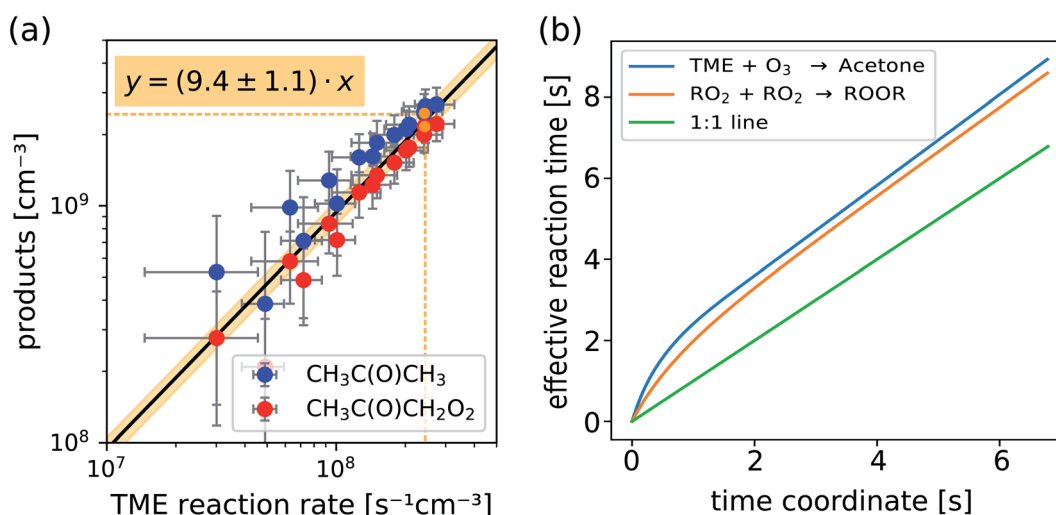 (a)
y = (9.4 ± 1.1) · x
products [cm⁻³]
10⁹
10⁸
10⁷
10⁸
CH₃C(O)CH₃
CH₃C(O)CH₂O₂
TME reaction rate [s⁻¹cm⁻³]
(b)
effective reaction time [s]
8
6
4
2
0
TME + O₃ → Acetone
RO₂ + RO₂ → ROOR
1:1 line
0
2
4
6
time coordinate [s]